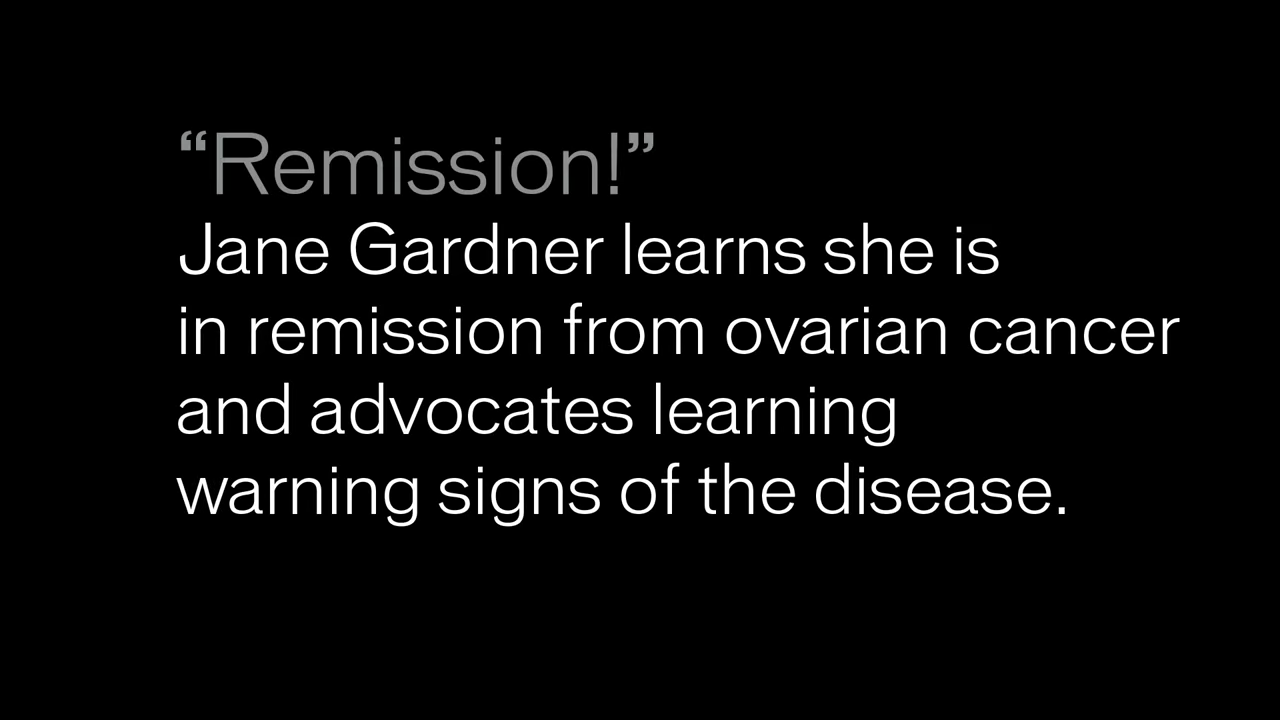 “Remission!”
Jane Gardner learns she is
in remission from ovarian cancer
and advocates learning
warning signs of the disease.